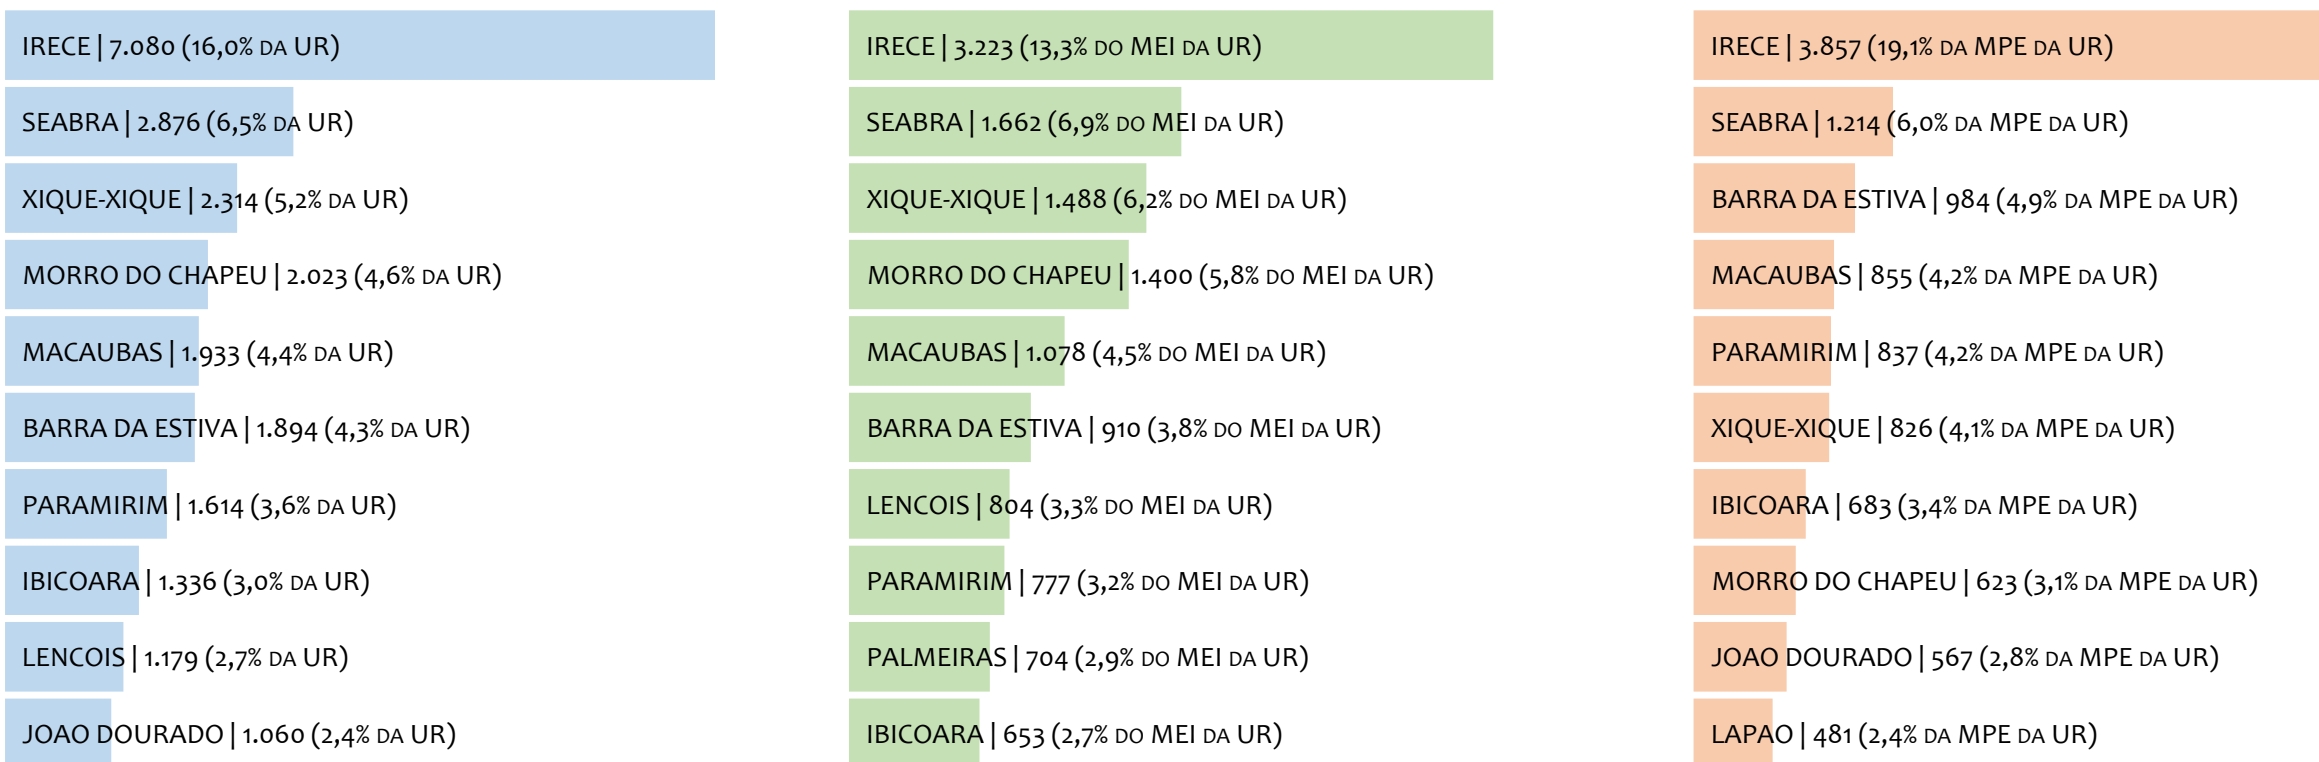 IRECE | 7.080 (16,0% DA UR)
SEABRA | 2.876 (6,5% DA UR)
XIQUE-XIQUE | 2.314 (5,2% DA UR)
MORRO DO CHAPEU | 2.023 (4,6% DA UR)
MACAUBAS | 1.933 (4,4% DA UR)
BARRA DA ESTIVA | 1.894 (4,3% DA UR)
PARAMIRIM | 1.614 (3,6% DA UR)
IBICOARA | 1.336 (3,0% DA UR)
LENCOIS | 1.179 (2,7% DA UR)
JOAO DOURADO | 1.060 (2,4% DA UR)
IRECE | 3.223 (13,3% DO MEI DA UR)
SEABRA | 1.662 (6,9% DO MEI DA UR)
XIQUE-XIQUE | 1.488 (6,2% DO MEI DA UR)
MORRO DO CHAPEU | 1.400 (5,8% DO MEI DA UR)
MACAUBAS | 1.078 (4,5% DO MEI DA UR)
BARRA DA ESTIVA | 910 (3,8% DO MEI DA UR)
LENCOIS | 804 (3,3% DO MEI DA UR)
PARAMIRIM | 777 (3,2% DO MEI DA UR)
PALMEIRAS | 704 (2,9% DO MEI DA UR)
IBICOARA | 653 (2,7% DO MEI DA UR)
IRECE | 3.857 (19,1% DA MPE DA UR)
SEABRA | 1.214 (6,0% DA MPE DA UR)
BARRA DA ESTIVA | 984 (4,9% DA MPE DA UR)
MACAUBAS | 855 (4,2% DA MPE DA UR)
PARAMIRIM | 837 (4,2% DA MPE DA UR)
XIQUE-XIQUE | 826 (4,1% DA MPE DA UR)
IBICOARA | 683 (3,4% DA MPE DA UR)
MORRO DO CHAPEU | 623 (3,1% DA MPE DA UR)
JOAO DOURADO | 567 (2,8% DA MPE DA UR)
LAPAO | 481 (2,4% DA MPE DA UR)